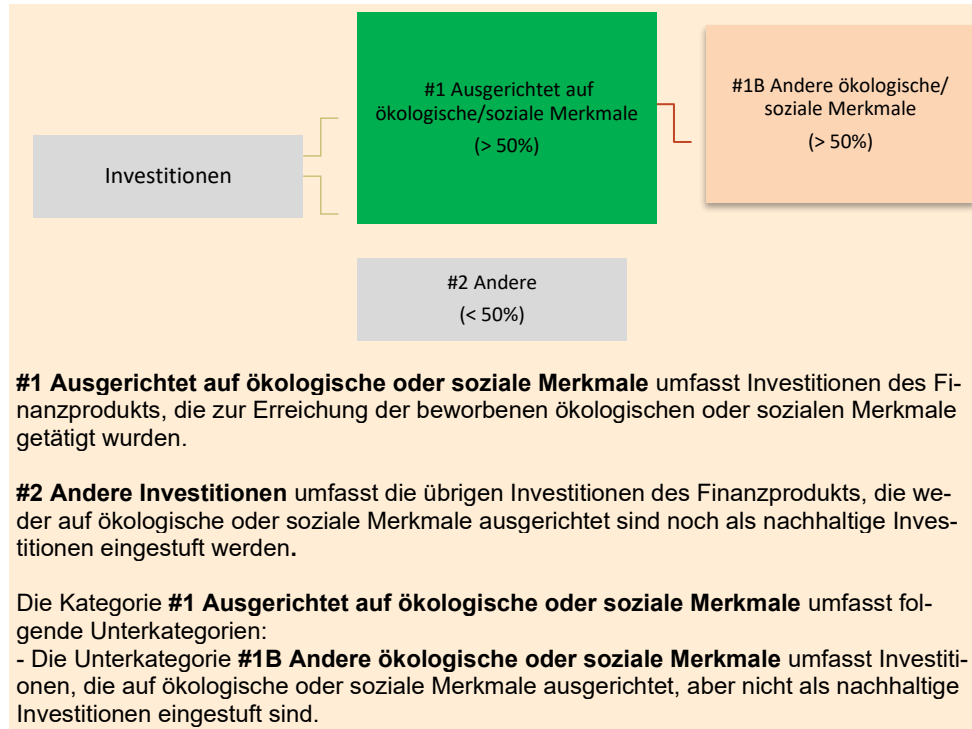 #1 Ausgerichtet auf
ökologische/soziale Merkmale
(> 50%)
#1B Andere ökologische/
soziale Merkmale
(> 50%)
Investitionen
#2 Andere
(< 50%)
#1 Ausgerichtet auf ökologische oder soziale Merkmale umfasst Investitionen des Fi-
nanzprodukts, die zur Erreichung der beworbenen ökologischen oder sozialen Merkmale
getätigt wurden.
#2 Andere Investitionen umfasst die übrigen Investitionen des Finanzprodukts, die we-
der auf ökologische oder soziale Merkmale ausgerichtet sind noch als nachhaltige Inves-
titionen eingestuft werden.
Die Kategorie #1 Ausgerichtet auf ökologische oder soziale Merkmale umfasst fol-
gende Unterkategorien:
- Die Unterkategorie #1B Andere ökologische oder soziale Merkmale umfasst Investiti-
onen, die auf ökologische oder soziale Merkmale ausgerichtet, aber nicht als nachhaltige
Investitionen eingestuft sind.